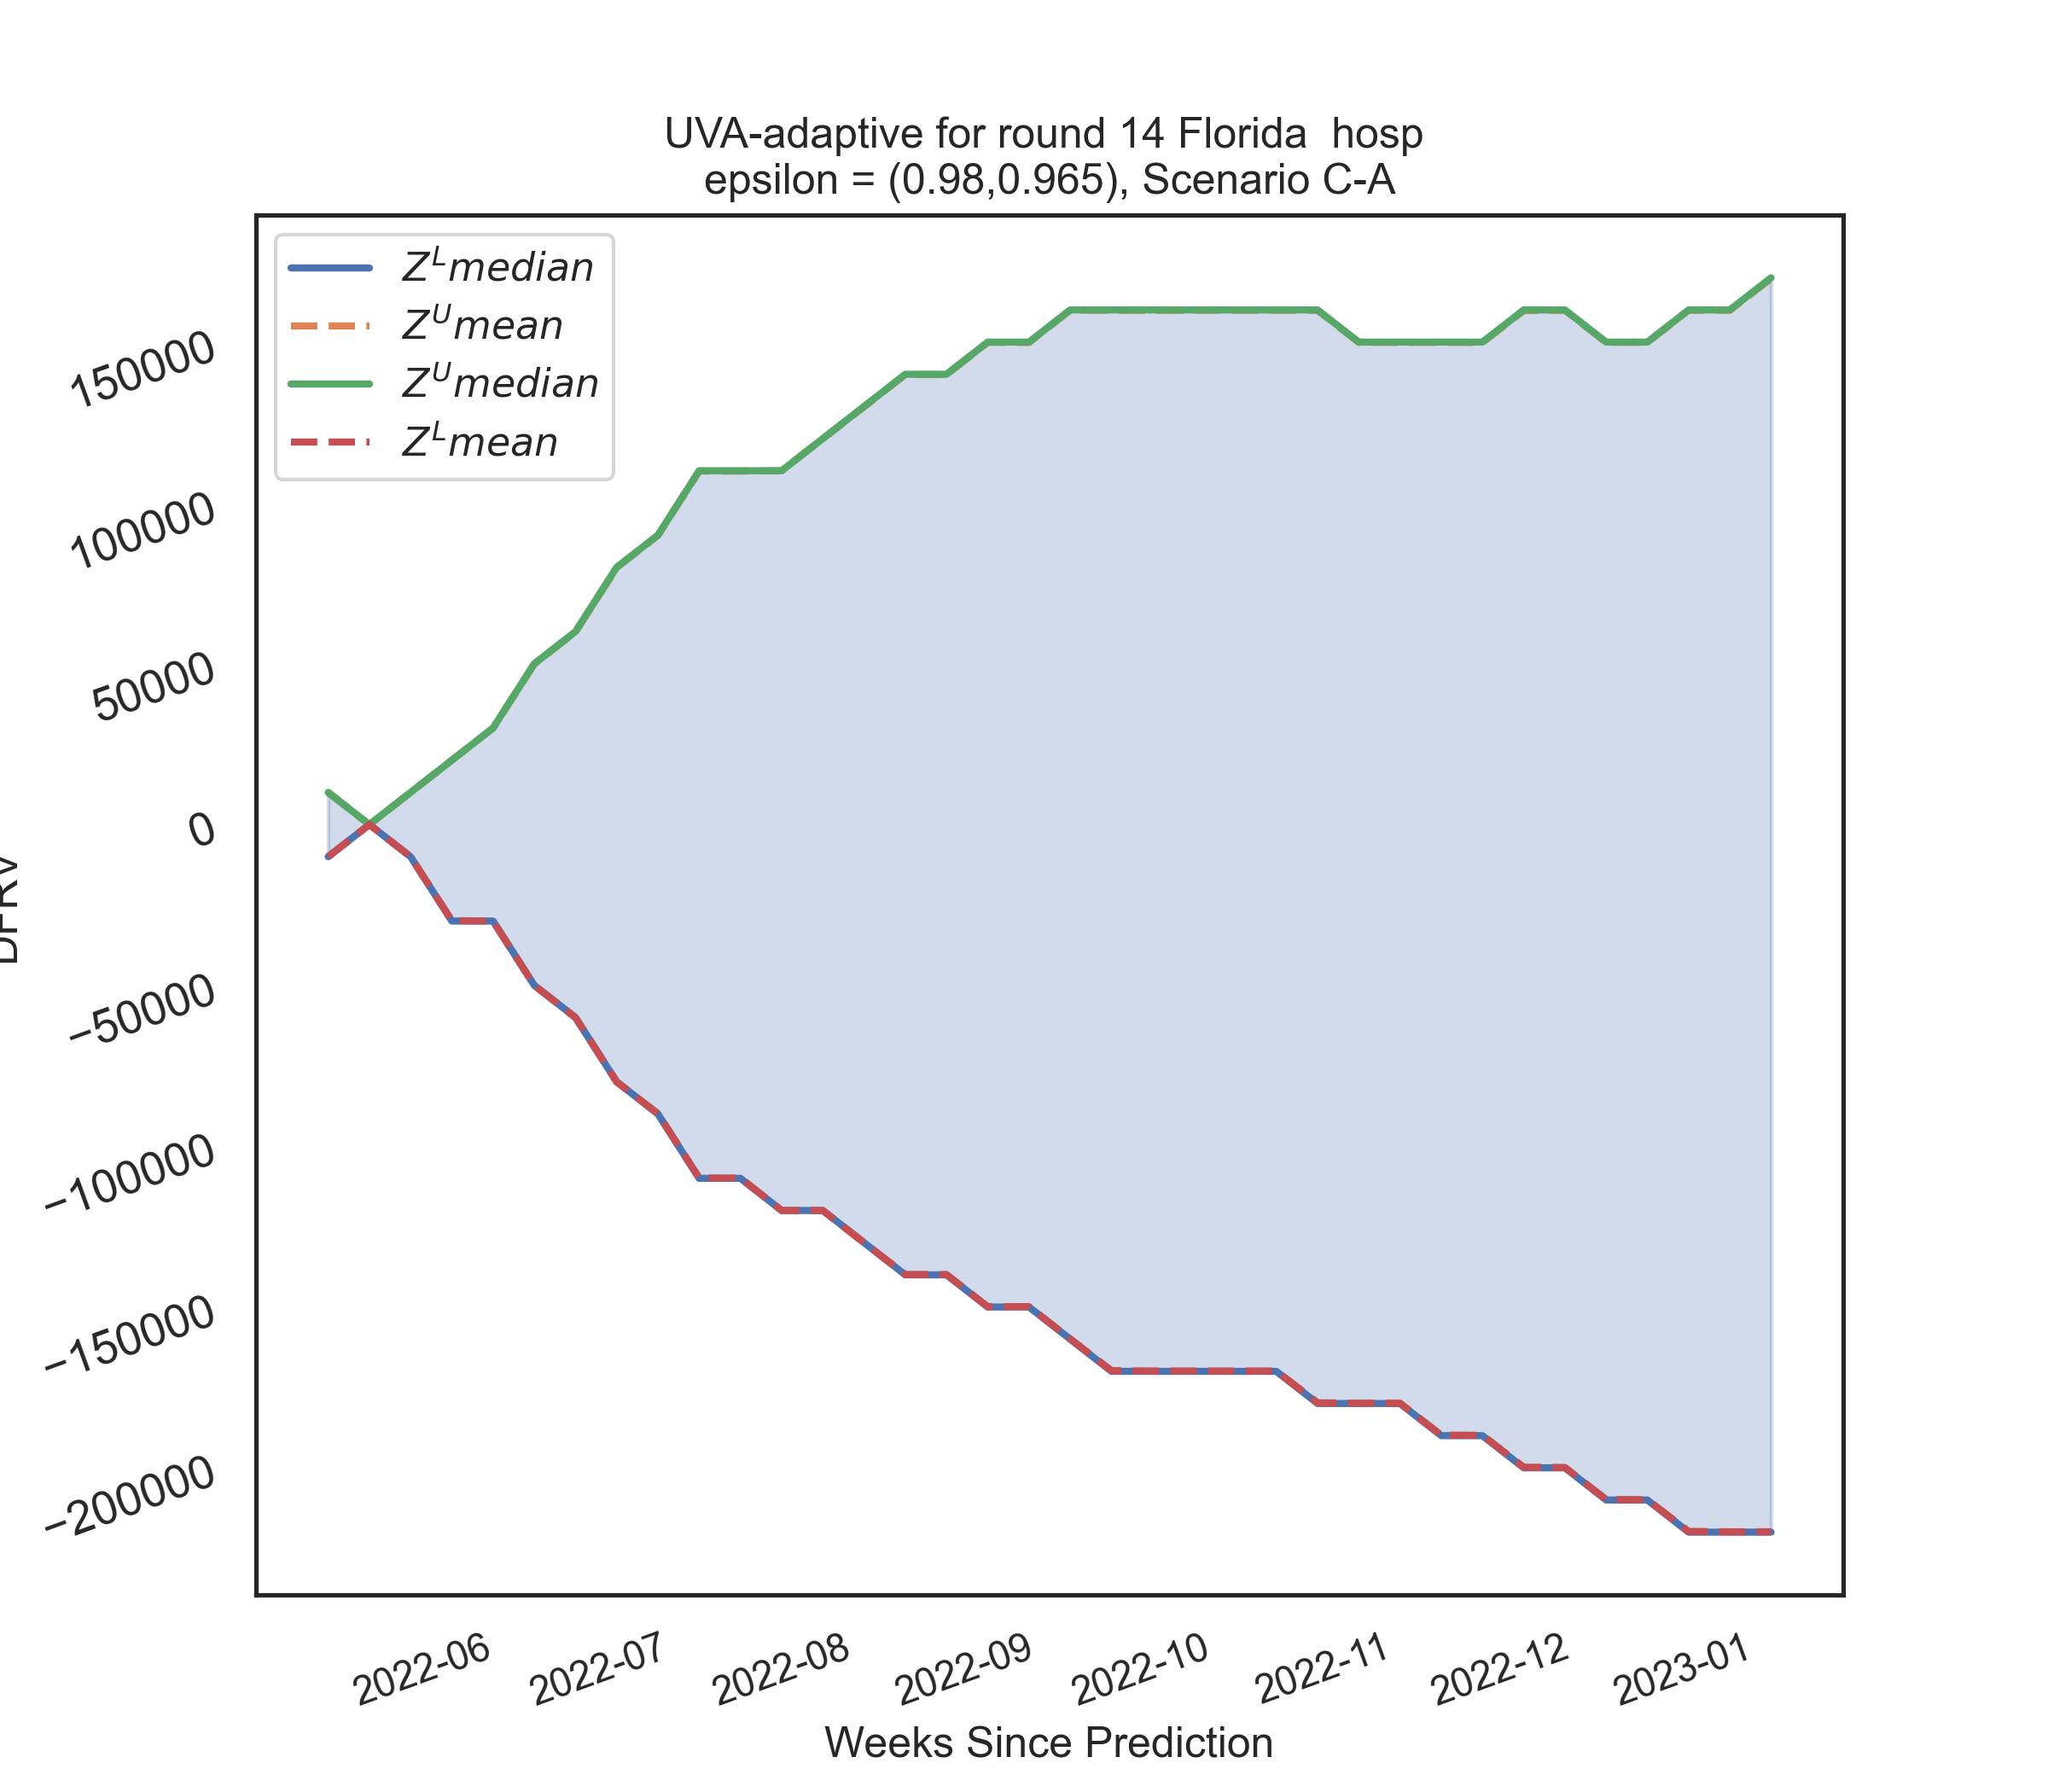 UVA-adaptive for round 14 Florida  hosp
epsilon = (0.98,0.965), Scenario C-A
Z^L median
Z^U mean
Z^U median
Z^L mean
150000
100000
50000
0
−50000
−100000
−150000
−200000
2022-06
2022-07
2022-08
2022-09
2022-10
2022-11
2022-12
2023-01
Weeks Since Prediction